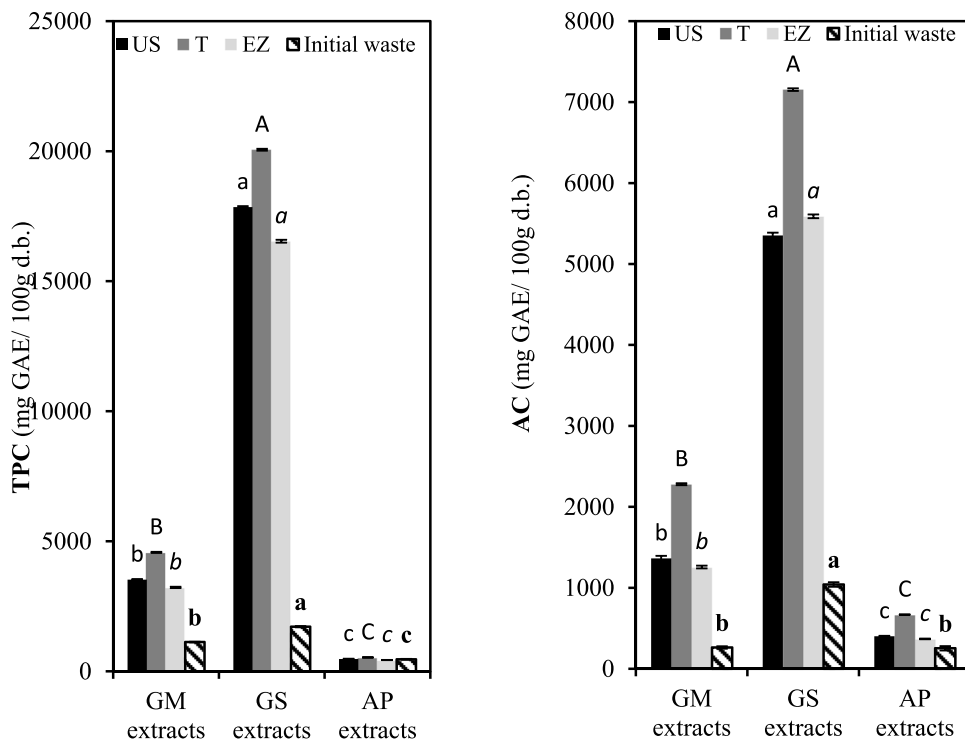 US T EZ Initial waste
25000
20000
15000
10000
5000
0
TPC (mg GAE/ 100g d.b.)
b B b b
a A a a
c C c c
GM extracts
GS extracts
AP extracts
US T EZ Initial waste
8000
7000
6000
5000
4000
3000
2000
1000
0
AC (mg GAE/ 100g d.b.)
b B b b
a A a a
c C c b
GM extracts
GS extracts
AP extracts